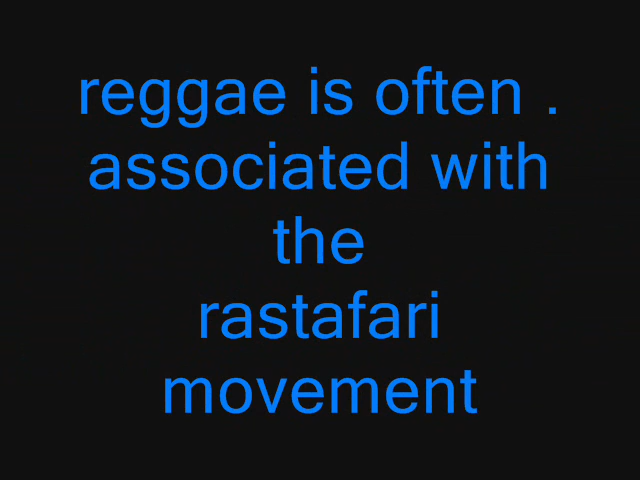 reggae is often .
associated with
the
rastafari
movement